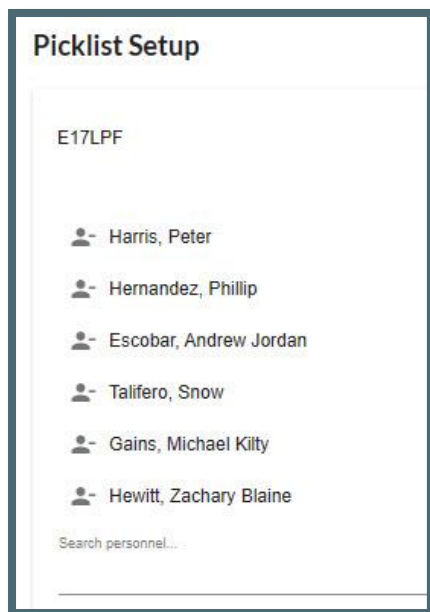 Picklist Setup
E17LPF
Harris, Peter
Hernandez, Phillip
Escobar, Andrew Jordan
Talifero, Snow
Gains, Michael Kilty
Hewitt, Zachary Blaine
Search personnel...